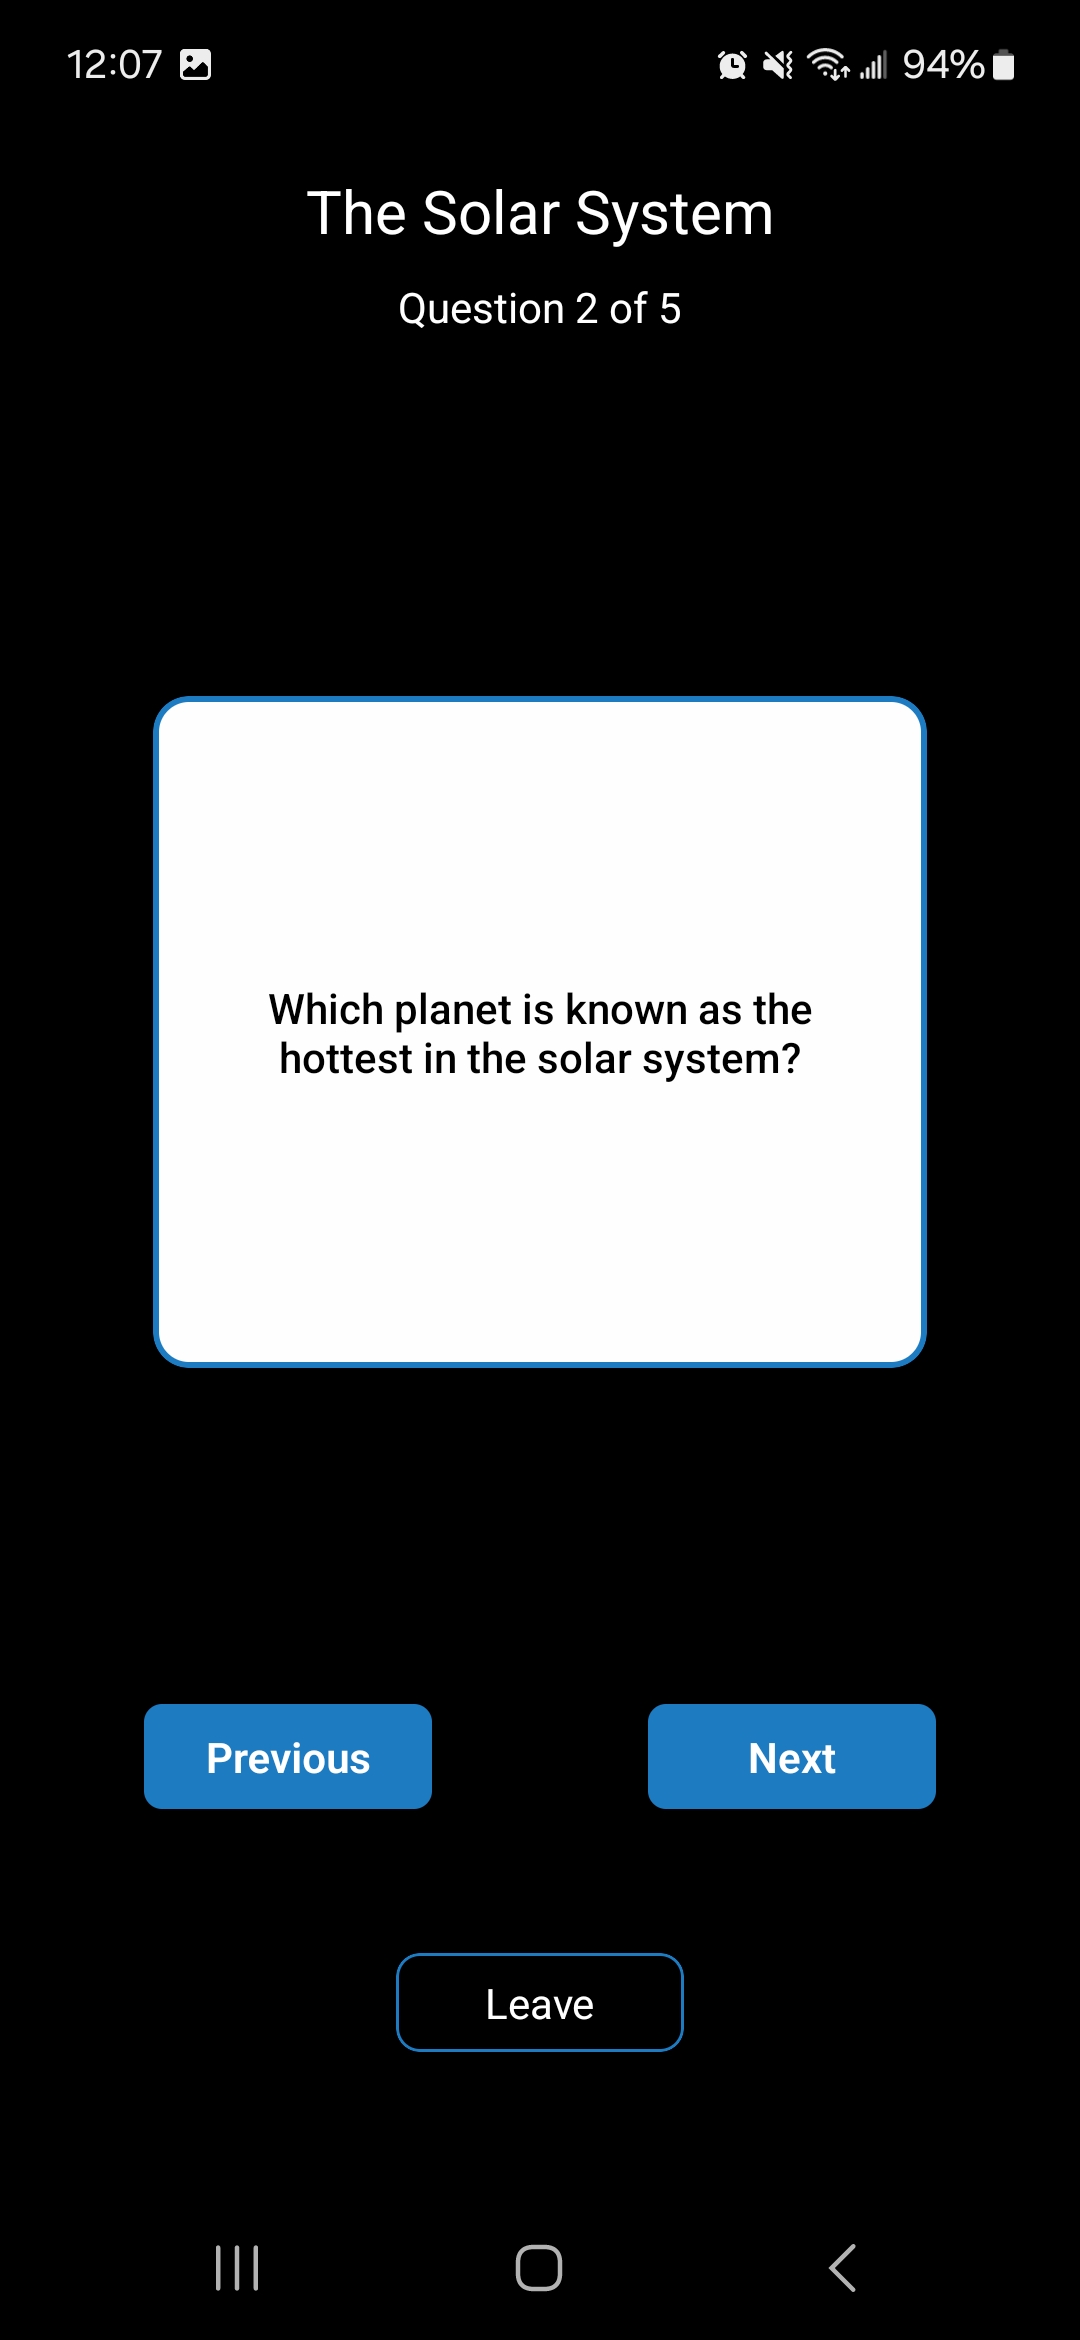 12:07
94%
The Solar System
Question 2 of 5
Which planet is known as the
hottest in the solar system?
Previous
Next
Leave